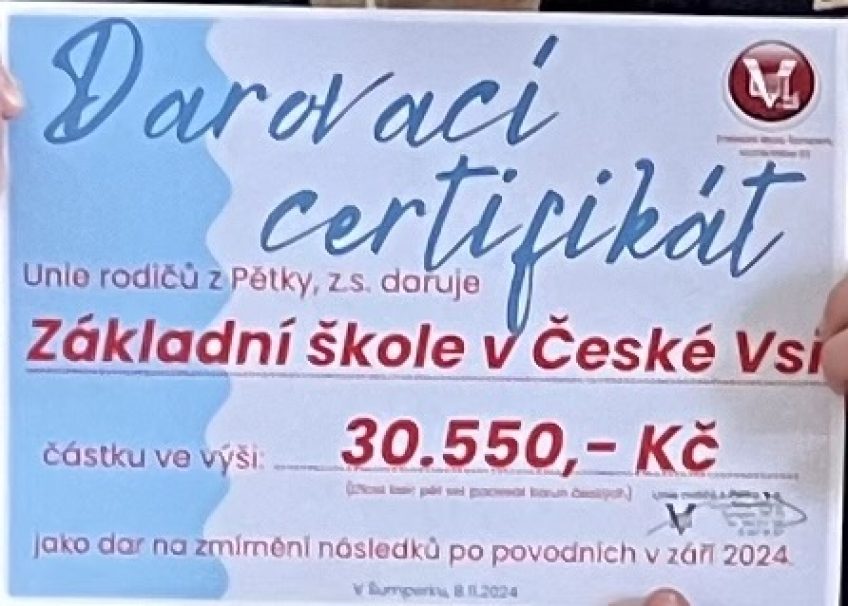 Darovací
certifikát
Unie rodičů z Pětky, z.s. daruje
Základní škole v České Vsi
částku ve výši: 30.550,- Kč
jako dar na zmírnění následků po povodních v září 2024.
V Šumperku, 8.11.2024